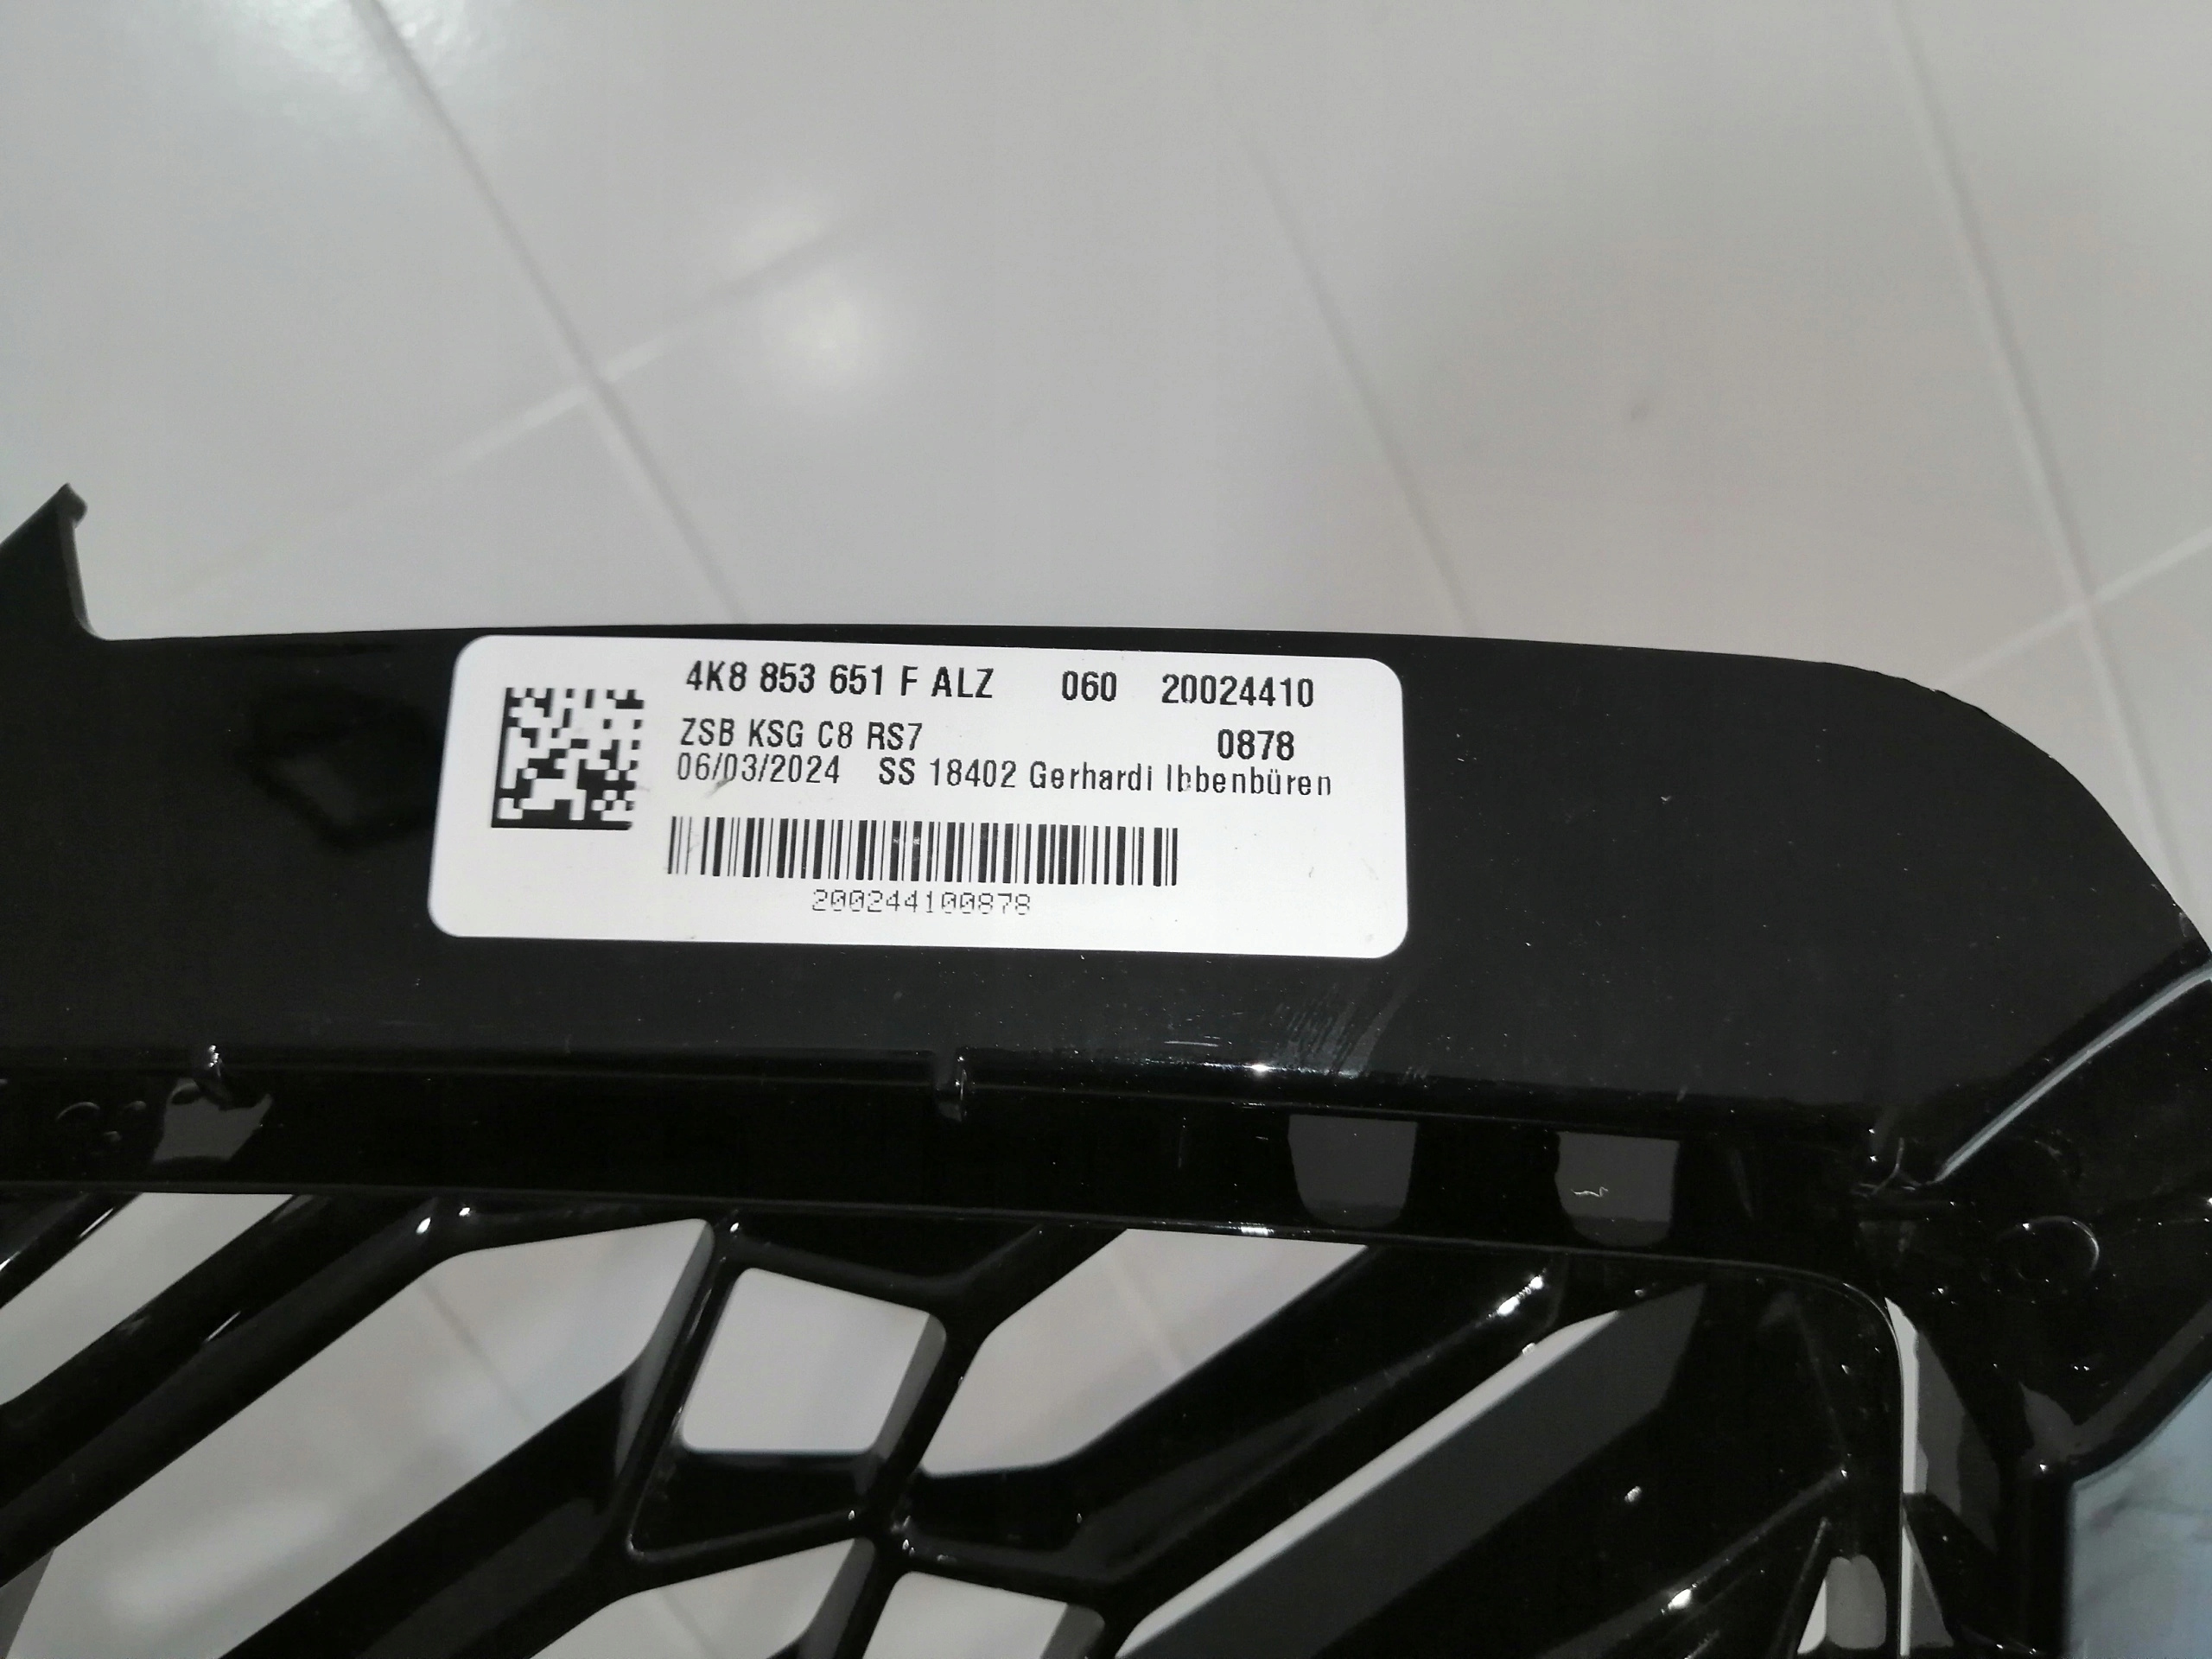 4K8 853 651 F ALZ 060 20024410
ZSB KSG C8 RS7 0878
06/03/2024 SS 18402 Gerhardi Ibbenbüren
200244100878